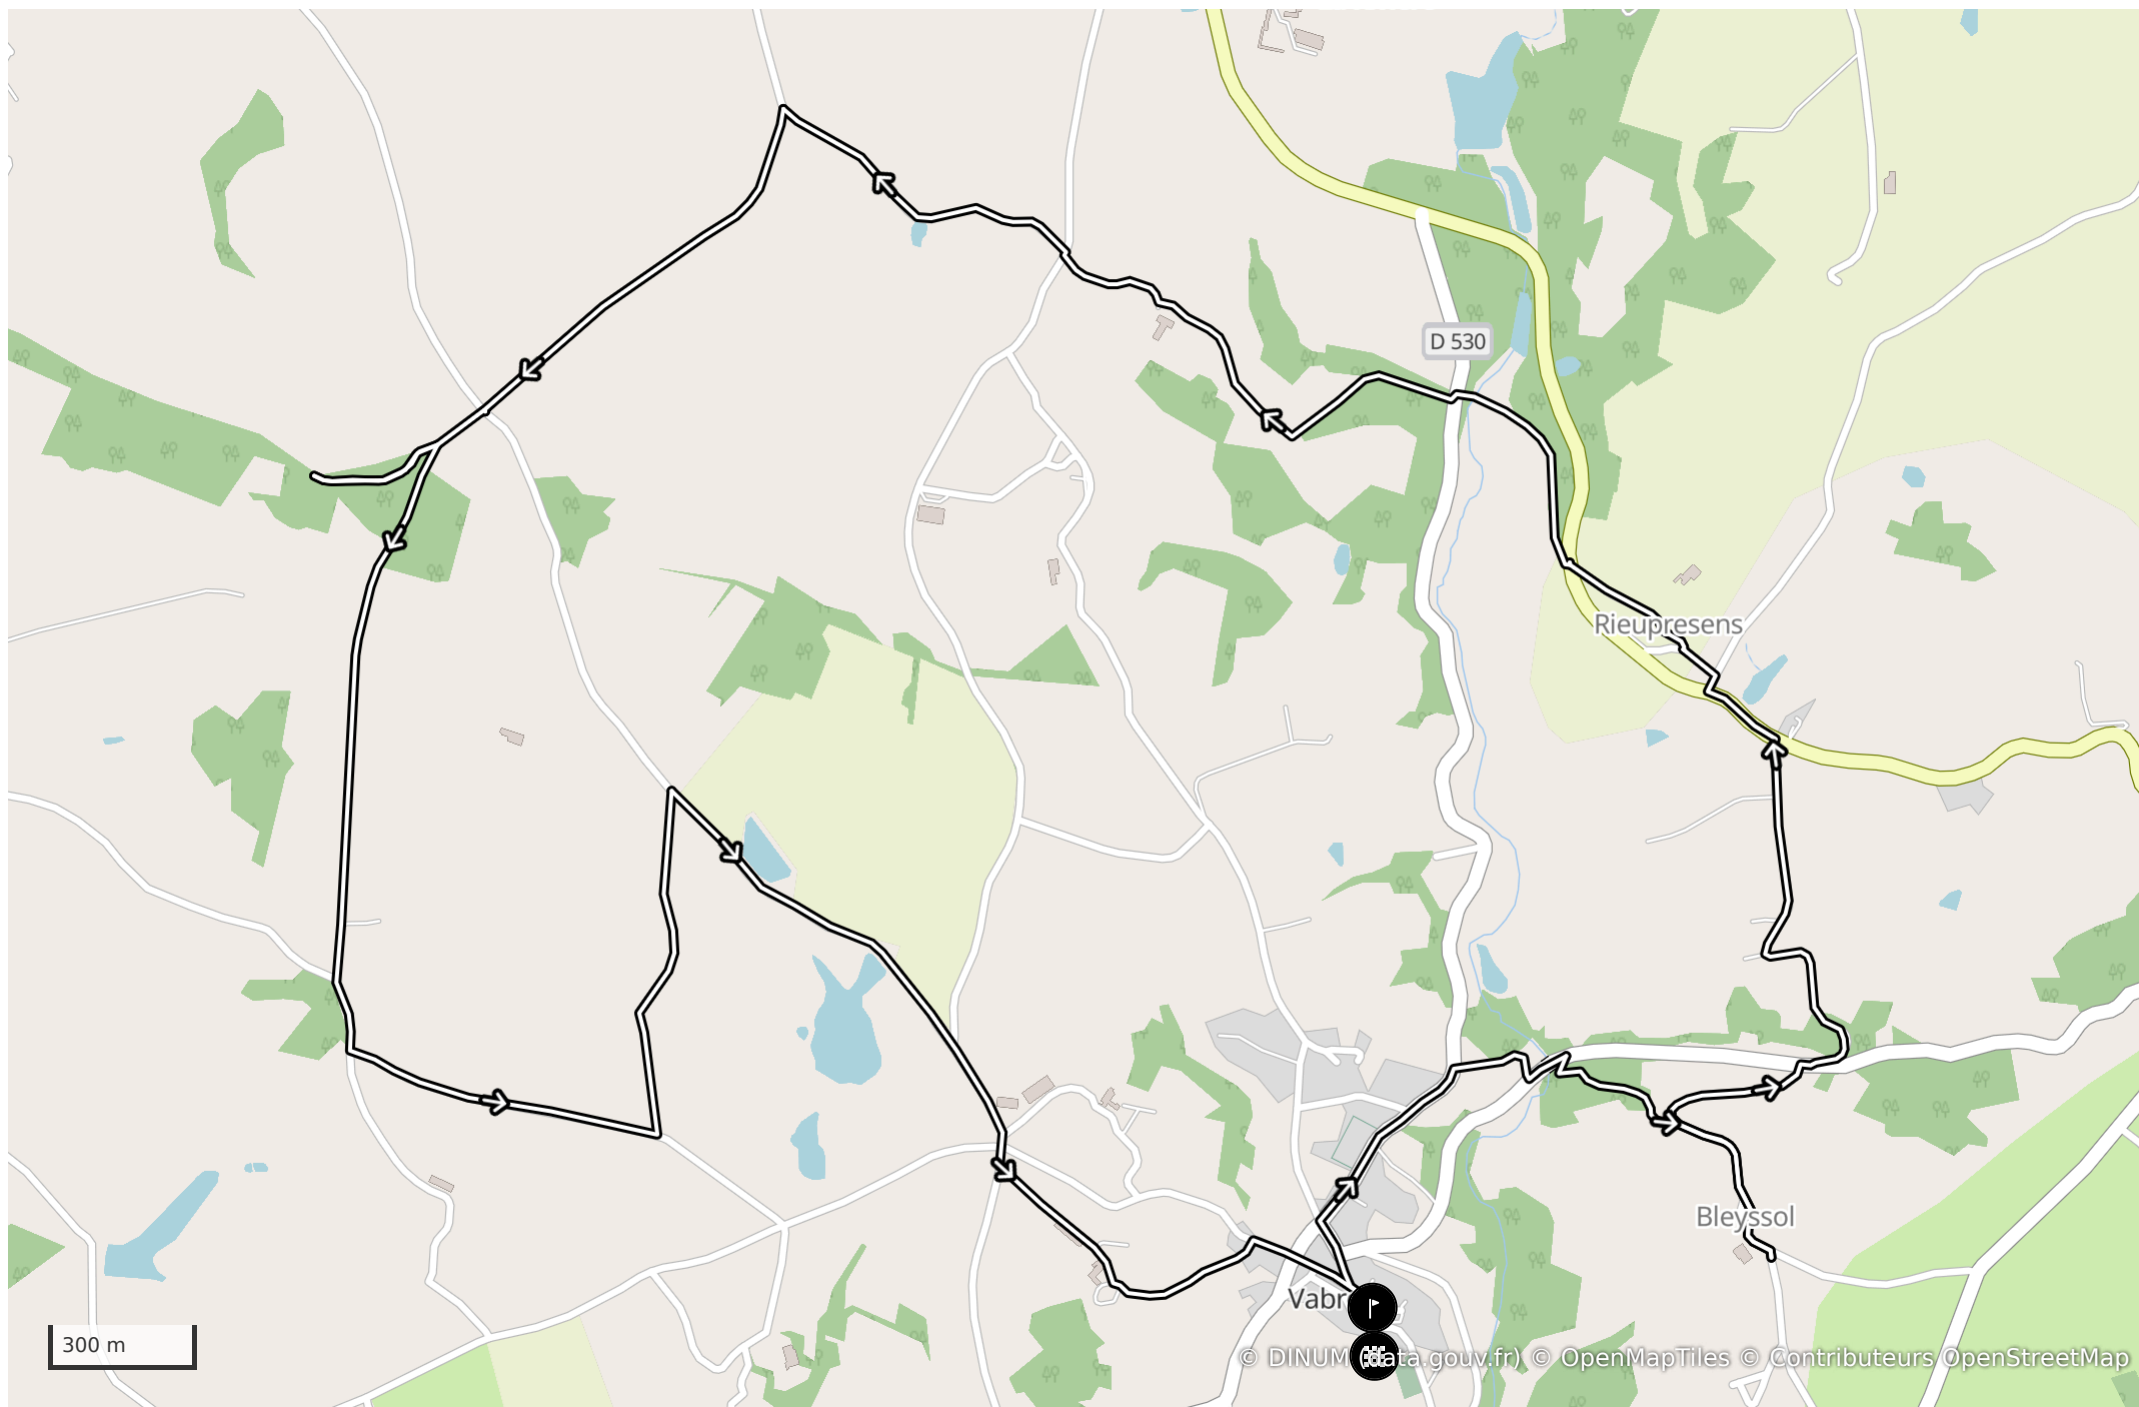 D 530
Rieupresens
Bleyssol
Vabr
300 m
© DINUM (data.gouv.fr) © OpenMapTiles © Contributeurs OpenStreetMap